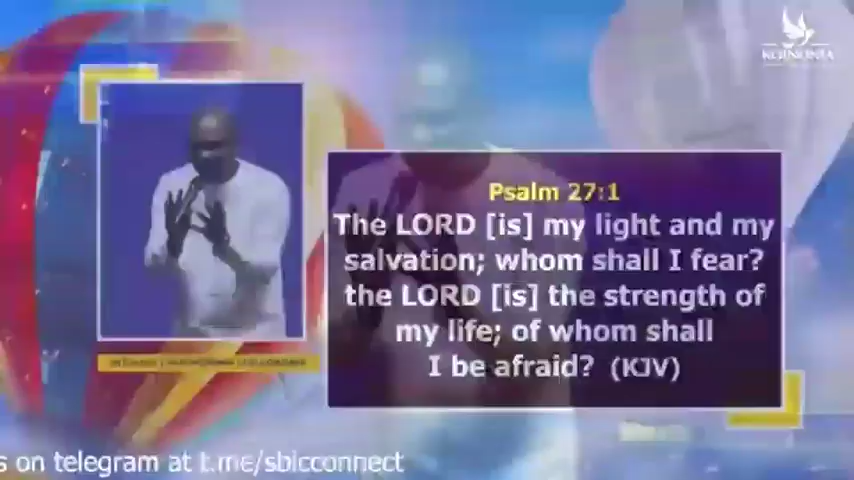 KOINONIA
Psalm 27:1
The LORD [is] my light and my
salvation; whom shall I fear?
the LORD [is] the strength of
my life; of whom shall
I be afraid? (KJV)
s on telegram at t.me/sbicconnect